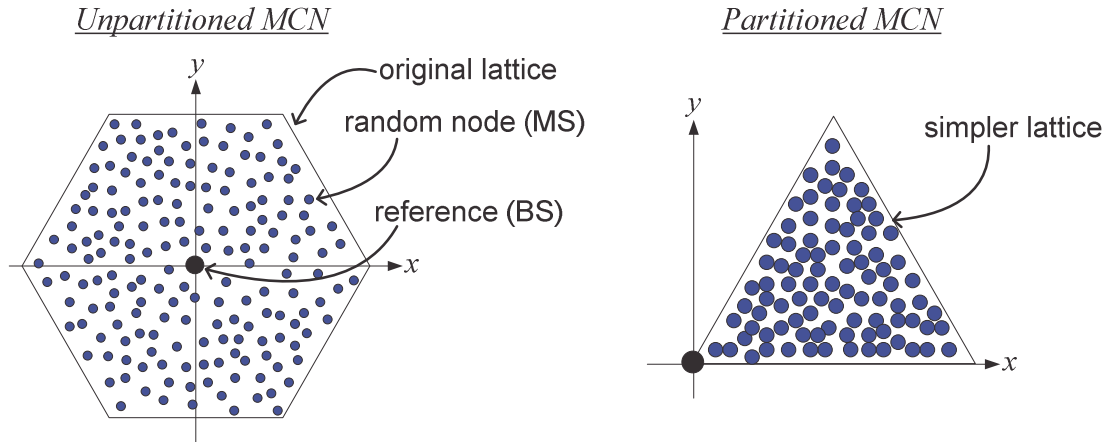 Unpartitioned MCN
y
original lattice
random node (MS)
reference (BS)
x
Partitioned MCN
y
simpler lattice
x